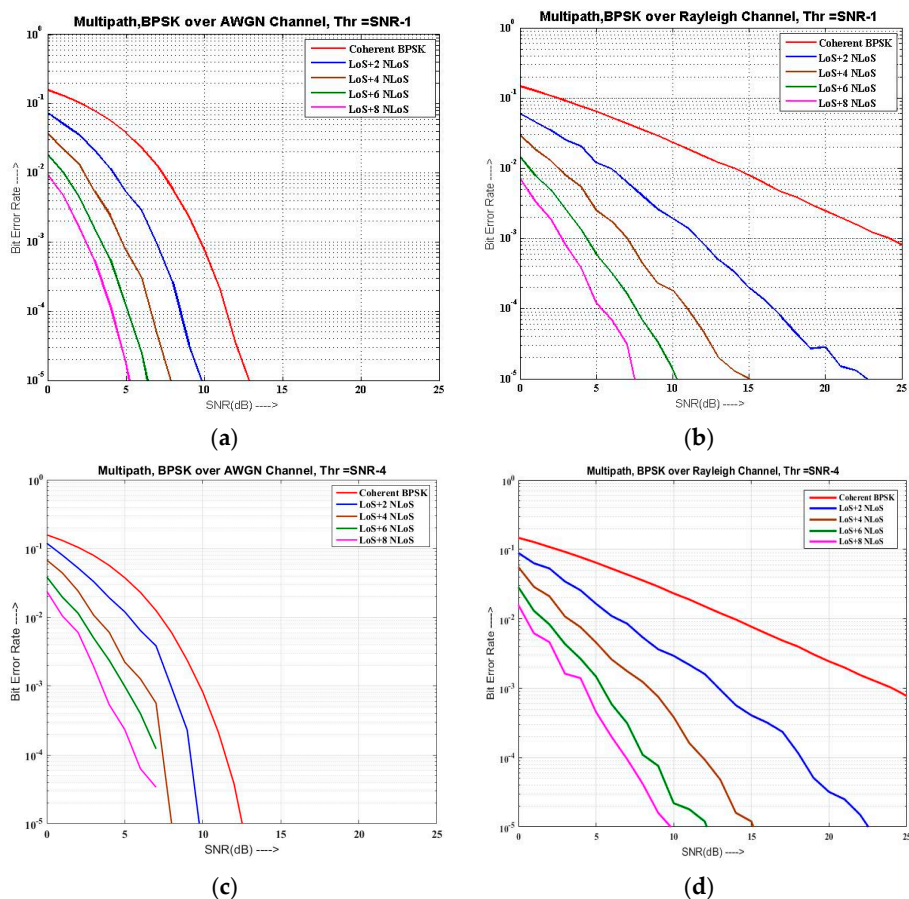 Multipath,BPSK over AWGN Channel, Thr =SNR-1
10^0
10^-1
10^-2
10^-3
10^-4
10^-5
Bit Error Rate ---->
Coherent BPSK
LoS+2 NLoS
LoS+4 NLoS
LoS+6 NLoS
LoS+8 NLoS
0 5 10 15 20 25
SNR(dB) ---->
(a)
Multipath,BPSK over Rayleigh Channel, Thr =SNR-1
10^0
10^-1
10^-2
10^-3
10^-4
10^-5
Bit Error Rate ---->
Coherent BPSK
LoS+2 NLoS
LoS+4 NLoS
LoS+6 NLoS
LoS+8 NLoS
0 5 10 15 20 25
SNR(dB) ---->
(b)
Multipath, BPSK over AWGN Channel, Thr =SNR-4
10^0
10^-1
10^-2
10^-3
10^-4
10^-5
Bit Error Rate ---->
Coherent BPSK
LoS+2 NLoS
LoS+4 NLoS
LoS+6 NLoS
LoS+8 NLoS
0 5 10 15 20 25
SNR(dB) ---->
(c)
Multipath, BPSK over Rayleigh Channel, Thr =SNR-4
10^0
10^-1
10^-2
10^-3
10^-4
10^-5
Bit Error Rate ---->
Coherent BPSK
LoS+2 NLoS
LoS+4 NLoS
LoS+6 NLoS
LoS+8 NLoS
0 5 10 15 20 25
SNR(dB) ---->
(d)